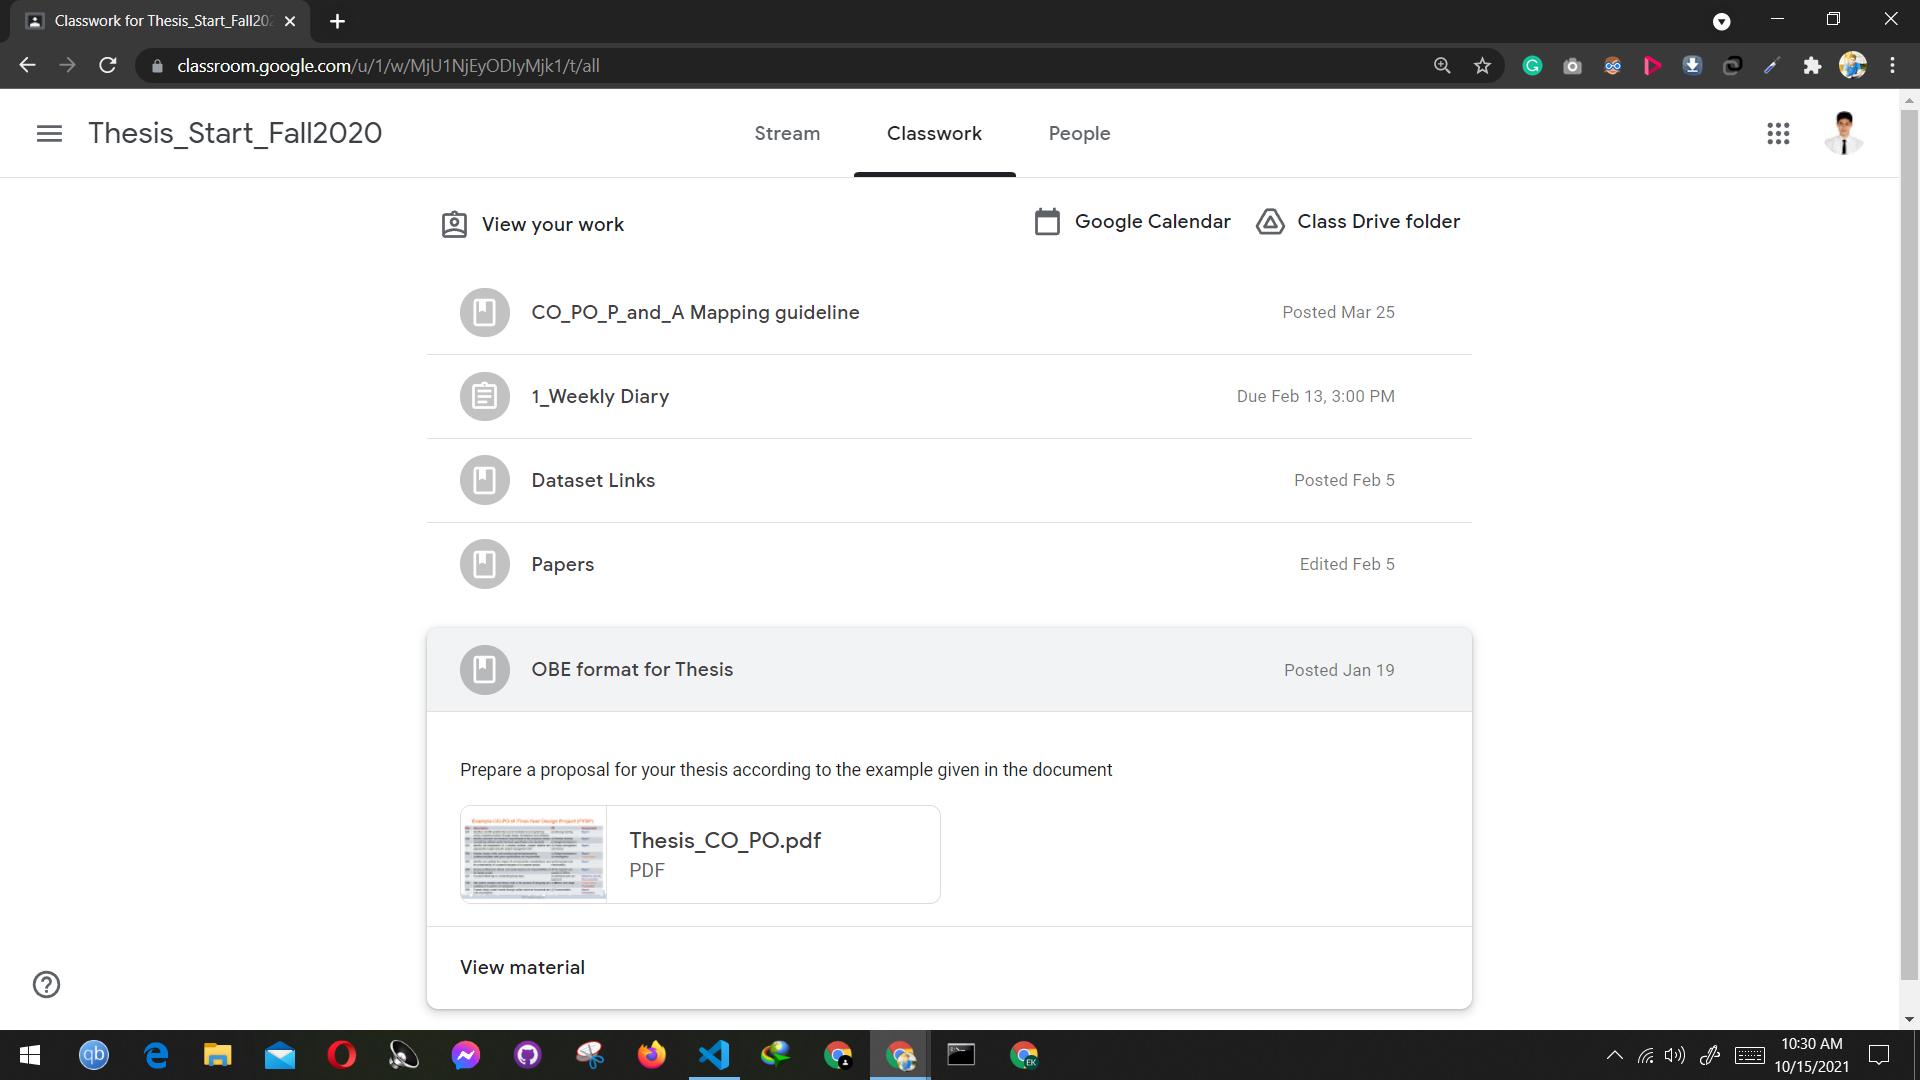 Classwork for Thesis_Start_Fall202
classroom.google.com/u/1/w/MjU1NjEyODIyMjk1/t/all
Thesis_Start_Fall2020
Stream
Classwork
People
View your work
Google Calendar
Class Drive folder
CO_PO_P_and_A Mapping guideline
Posted Mar 25
1_Weekly Diary
Due Feb 13, 3:00 PM
Dataset Links
Posted Feb 5
Papers
Edited Feb 5
OBE format for Thesis
Posted Jan 19
Prepare a proposal for your thesis according to the example given in the document
Thesis_CO_PO.pdf
PDF
View material
qb
EK
10:30 AM
10/15/2021